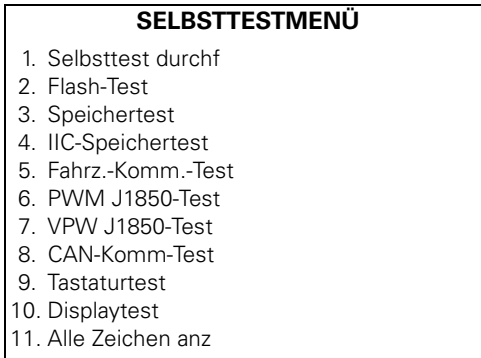 SELBSTTESTMENÜ
1. Selbsttest durchf
2. Flash-Test
3. Speichertest
4. IIC-Speichertest
5. Fahrz.-Komm.-Test
6. PWM J1850-Test
7. VPW J1850-Test
8. CAN-Komm-Test
9. Tastaturtest
10. Displaytest
11. Alle Zeichen anz